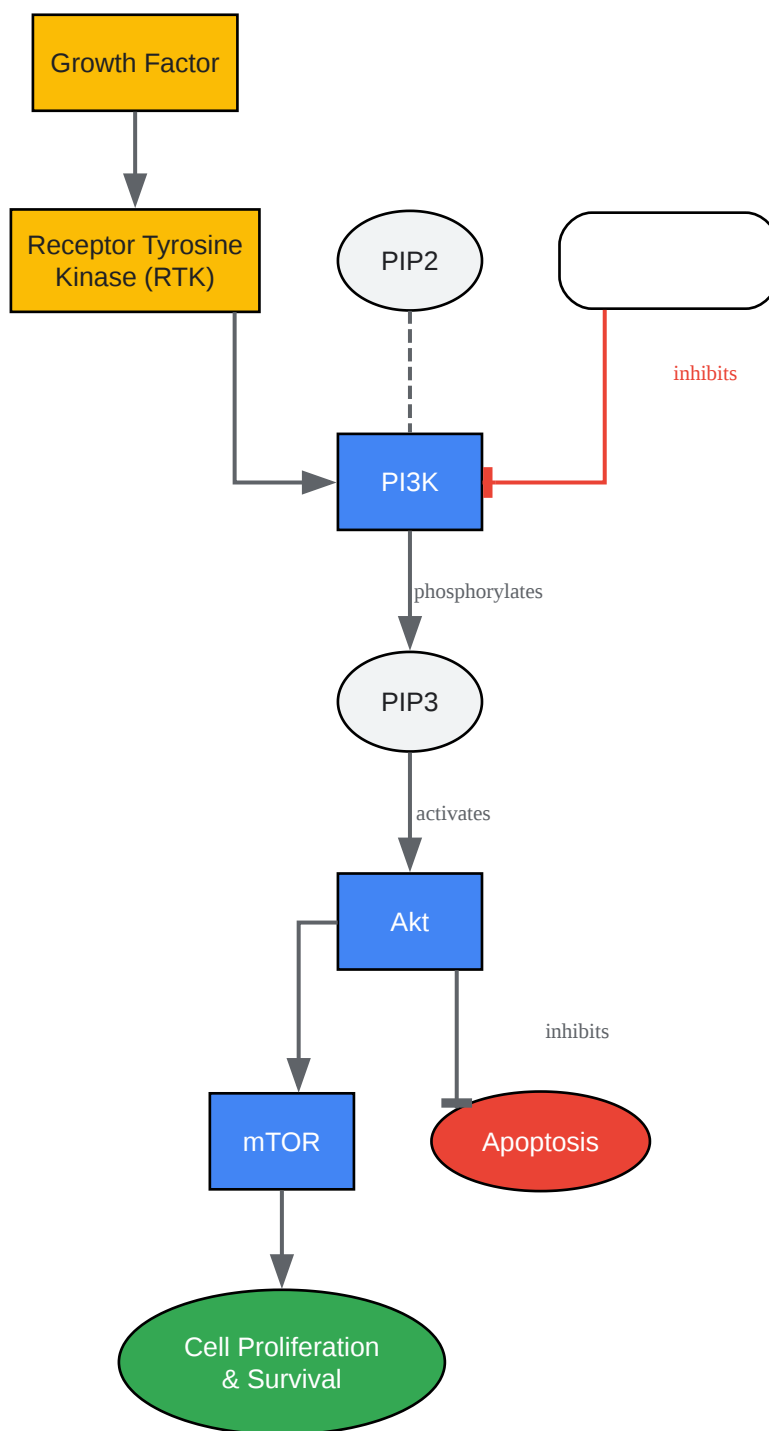 Growth Factor
Receptor Tyrosine
Kinase (RTK)
PIP2
inhibits
PI3K
phosphorylates
PIP3
activates
Akt
inhibits
mTOR
Apoptosis
Cell Proliferation
& Survival